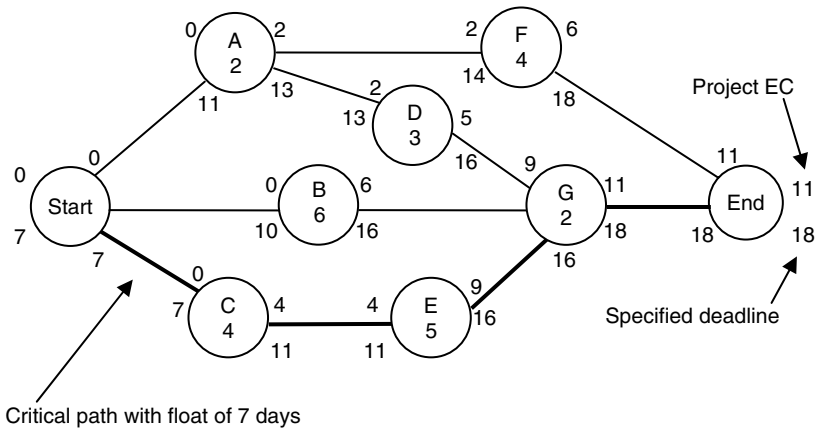 0 A 2
2
11 13
2 F 6
4
14 18
Project EC
2 D 5
3
13 16
0
0
Start
7
7
0 B 6
6
10 16
9 G 11
2
18
16
11
End 11
18 18
0
C 4
7 4
11
4 E 9
5 16
11
Specified deadline
Critical path with float of 7 days